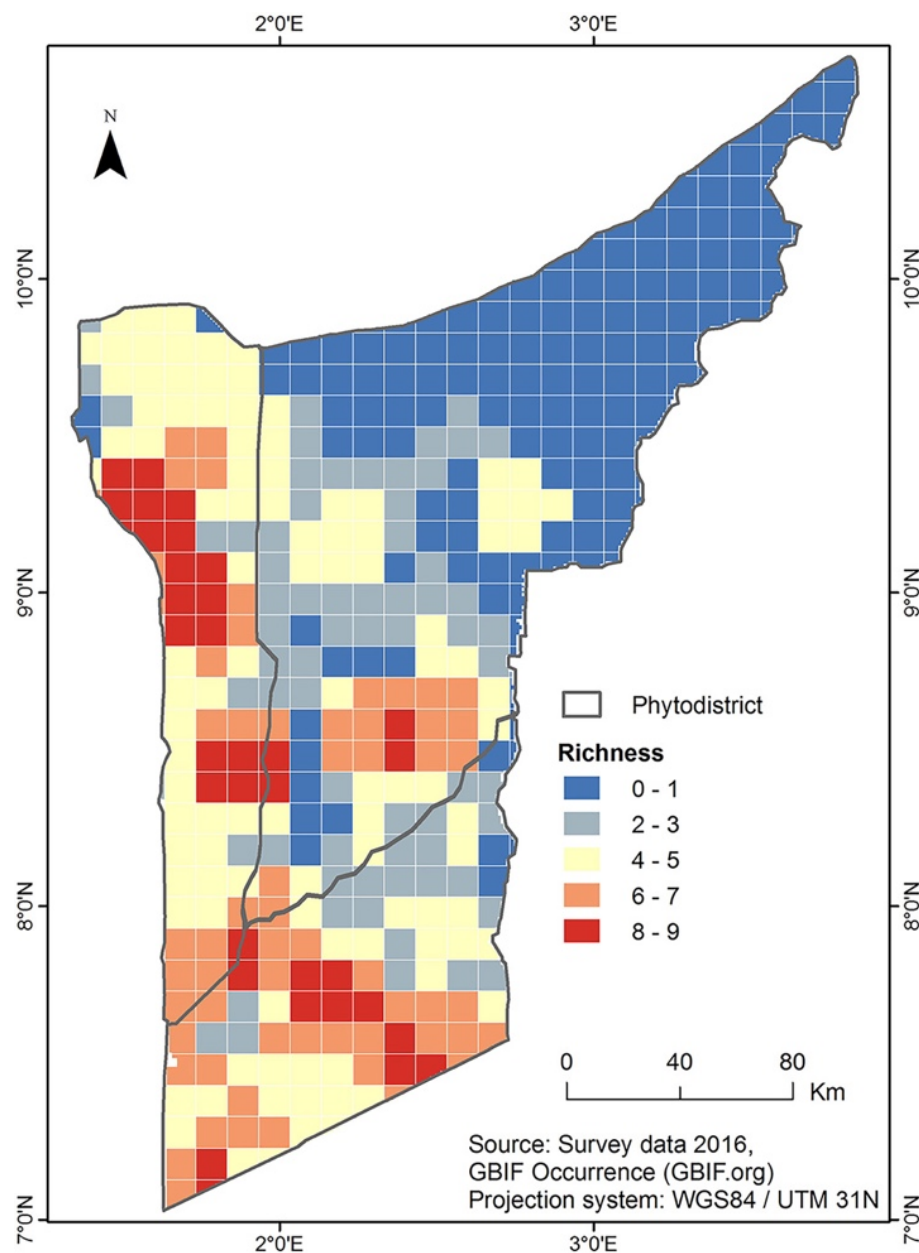 2°0'E
3°0'E
N
10°0'N
10°0'N
9°0'N
9°0'N
Phytodistrict
Richness
0 - 1
2 - 3
4 - 5
6 - 7
8 - 9
8°0'N
8°0'N
0
40
80
Km
Source: Survey data 2016,
GBIF Occurrence (GBIF.org)
Projection system: WGS84 / UTM 31N
7°0'N
7°0'N
2°0'E
3°0'E